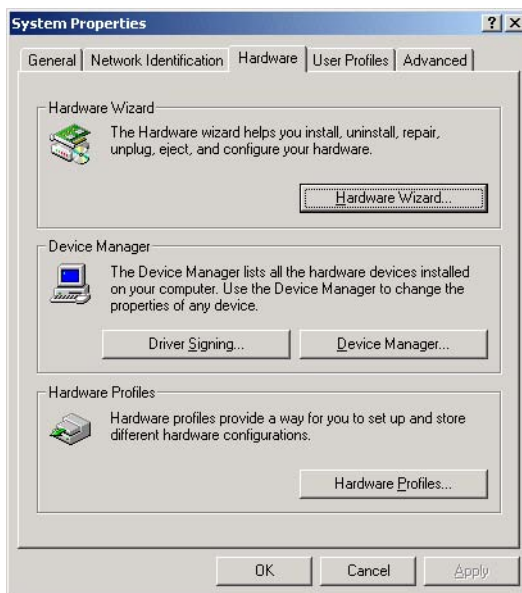 System Properties
General
Network Identification
Hardware
User Profiles
Advanced
Hardware Wizard
The Hardware wizard helps you install, uninstall, repair,
unplug, eject, and configure your hardware.
Hardware Wizard...
Device Manager
The Device Manager lists all the hardware devices installed
on your computer. Use the Device Manager to change the
properties of any device.
Driver Signing...
Device Manager...
Hardware Profiles
Hardware profiles provide a way for you to set up and store
different hardware configurations.
Hardware Profiles...
OK
Cancel
Apply